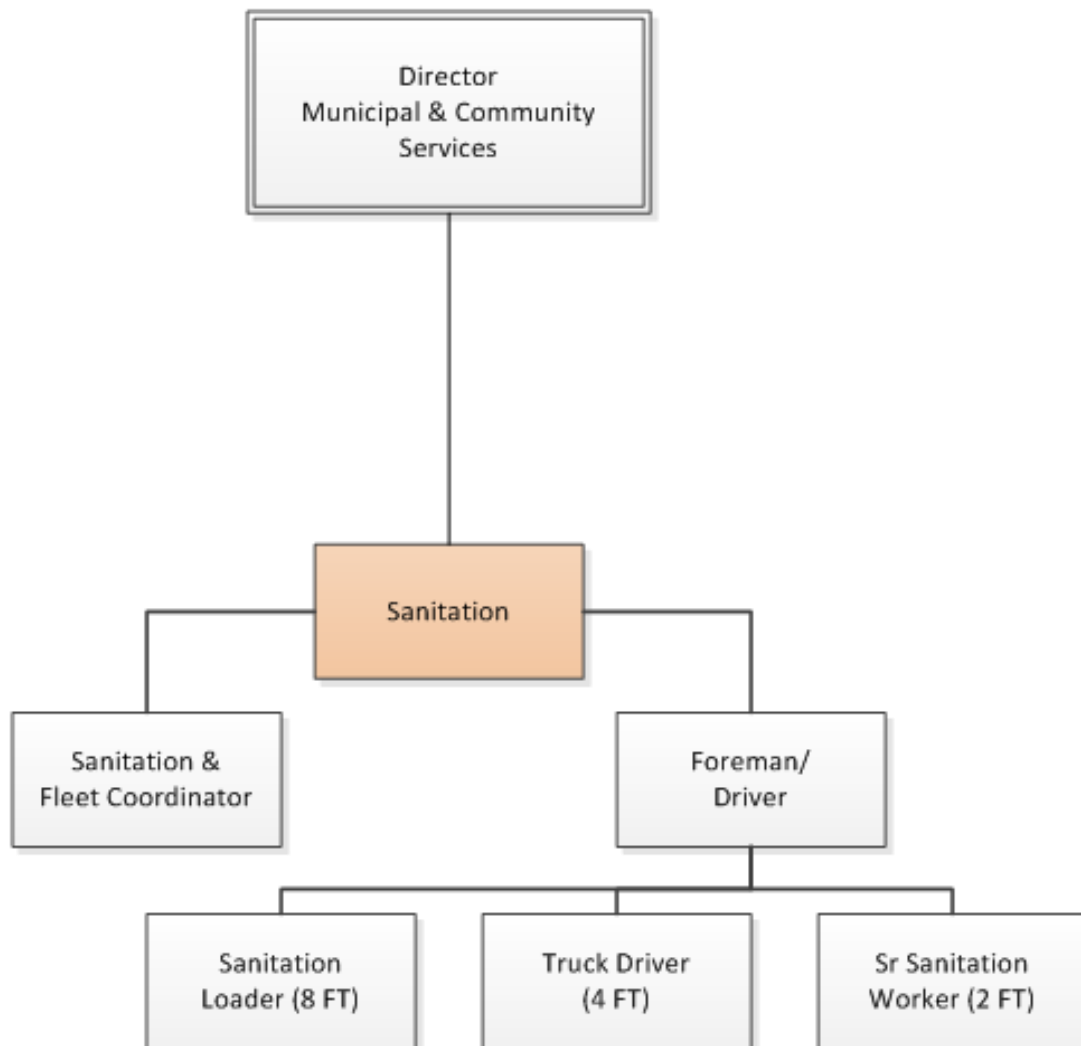 Director
Municipal & Community
Services
Sanitation
Sanitation &
Fleet Coordinator
Foreman/
Driver
Sanitation
Loader (8 FT)
Truck Driver
(4 FT)
Sr Sanitation
Worker (2 FT)